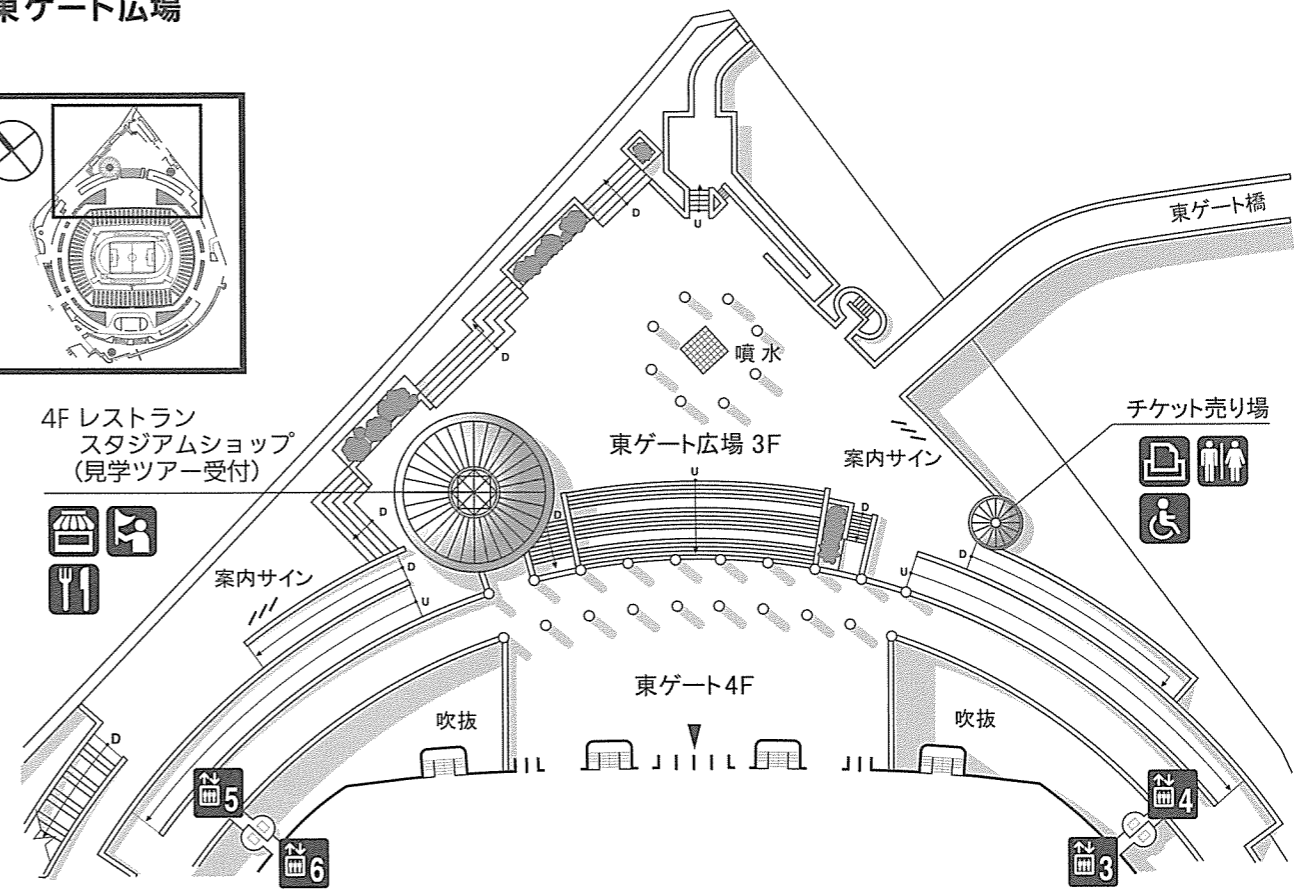 東ゲート広場
東ゲート橋
噴水
4F レストラン
スタジアムショップ
(見学ツアー受付)
東ゲート広場 3F
案内サイン
チケット売り場
案内サイン
東ゲート4F
吹抜
吹抜
5
6
4
3
D
U
D
D
U
D
D
D
D
U
D
U
D